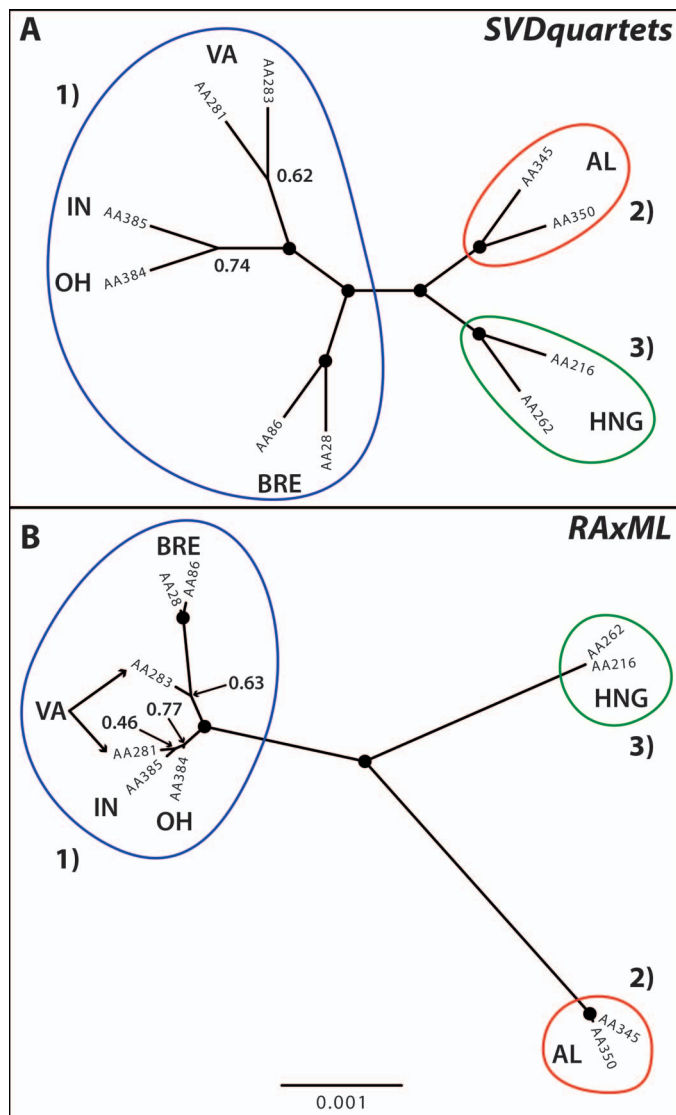 A
SVDquartets
VA
1)
AA283
AA281
0.62
IN
AA385
OH
AA384
0.74
AA345
AL
AA350
2)
3)
AA216
AA262
HNG
AA86
AA28
BRE
B
RAxML
BRE
AA28
AA86
AA283
0.63
VA
0.46
0.77
AA281
AA385
AA384
IN
OH
1)
AA262
AA216
HNG
3)
2)
AA345
AA350
AL
0.001